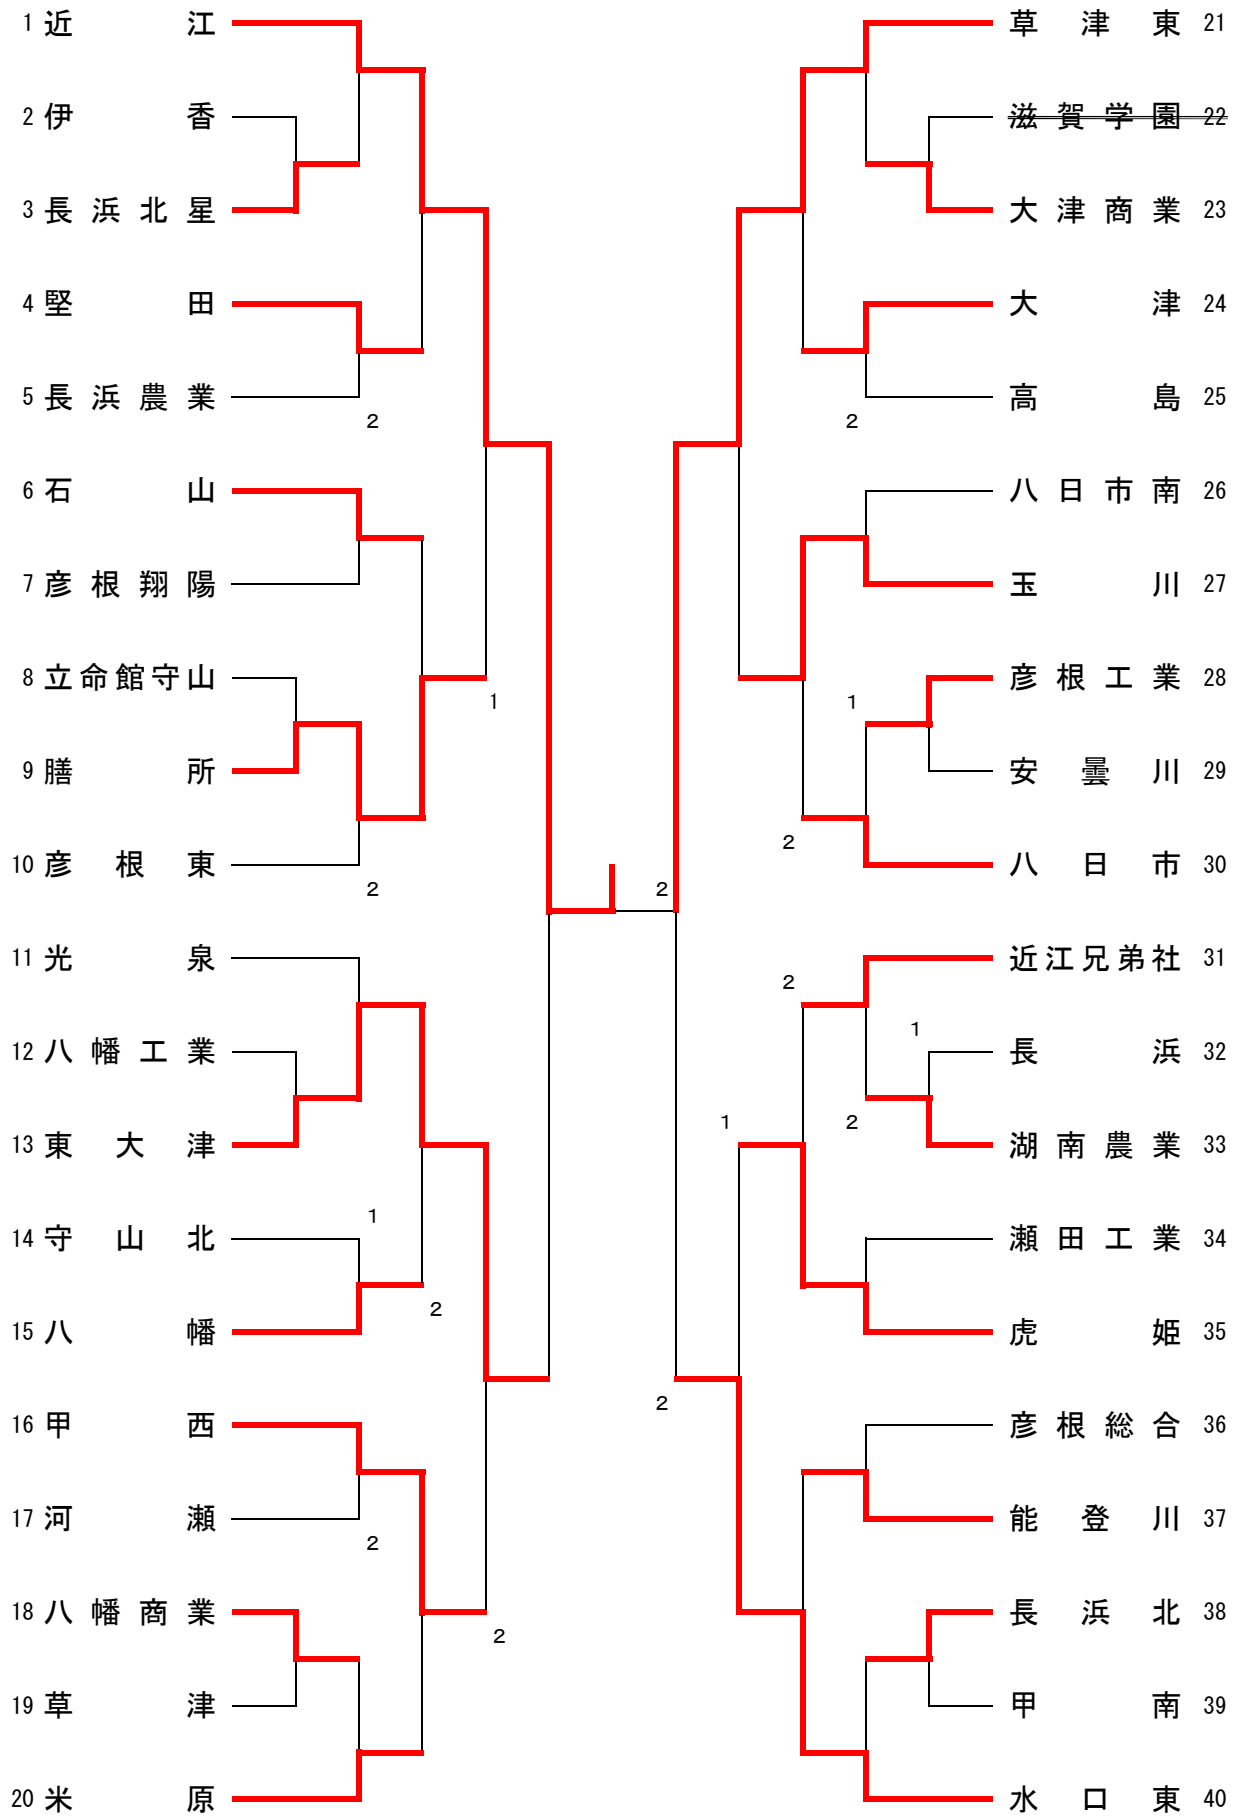 1 近江
2 伊香
3 長浜北星
4 堅田
5 長浜農業
2
6 石山
7 彦根翔陽
8 立命館守山
1
9 膳所
10 彦根東
2
11 光泉
12 八幡工業
13 東大津
1
14 守山北
2
15 八幡
16 甲西
17 河瀬
2
18 八幡商業
2
19 草津
20 米原
草津東 21
滋賀学園 22
大津商業 23
大津 24
高島 25
2
八日市南 26
玉川 27
彦根工業 28
1
安曇川 29
2
八日市 30
2
近江兄弟社 31
2
1
長浜 32
1
2
湖南農業 33
瀬田工業 34
虎姫 35
2
彦根総合 36
能登川 37
長浜北 38
甲南 39
水口東 40